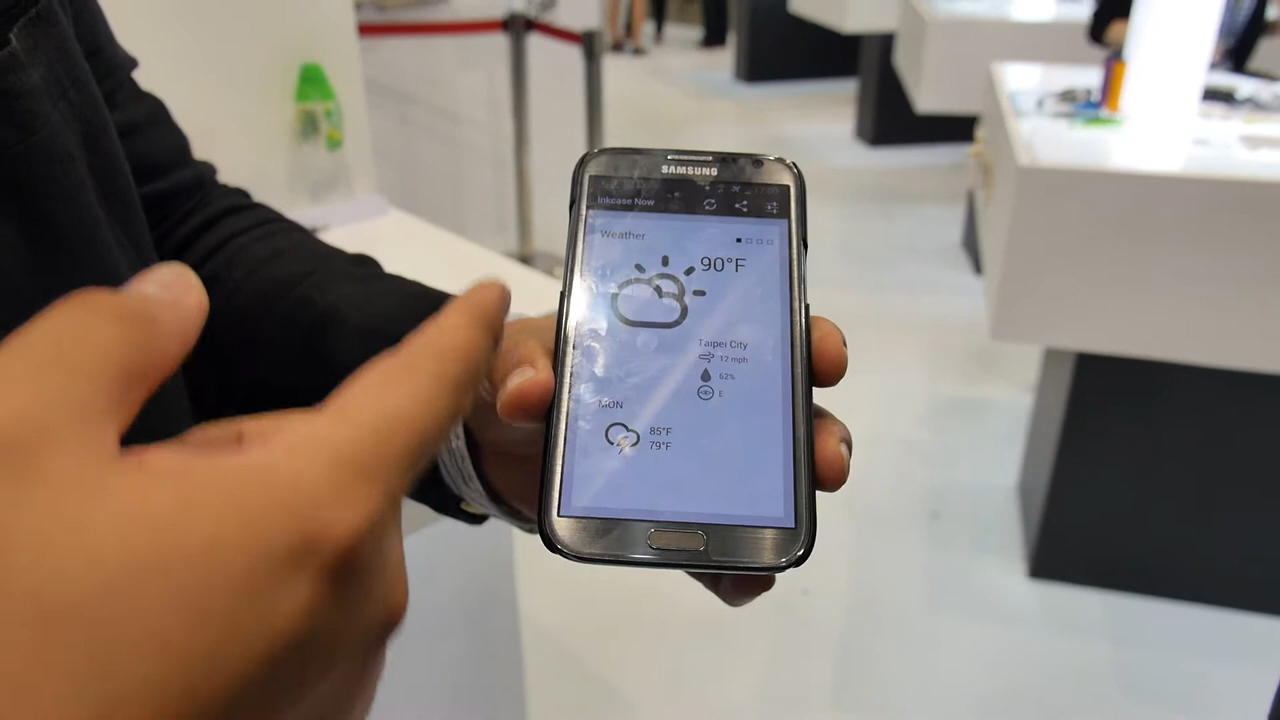 SAMSUNG
Inkcase Now
Weather
90°F
Taipei City
12 mph
62%
E
MON
85°F
79°F